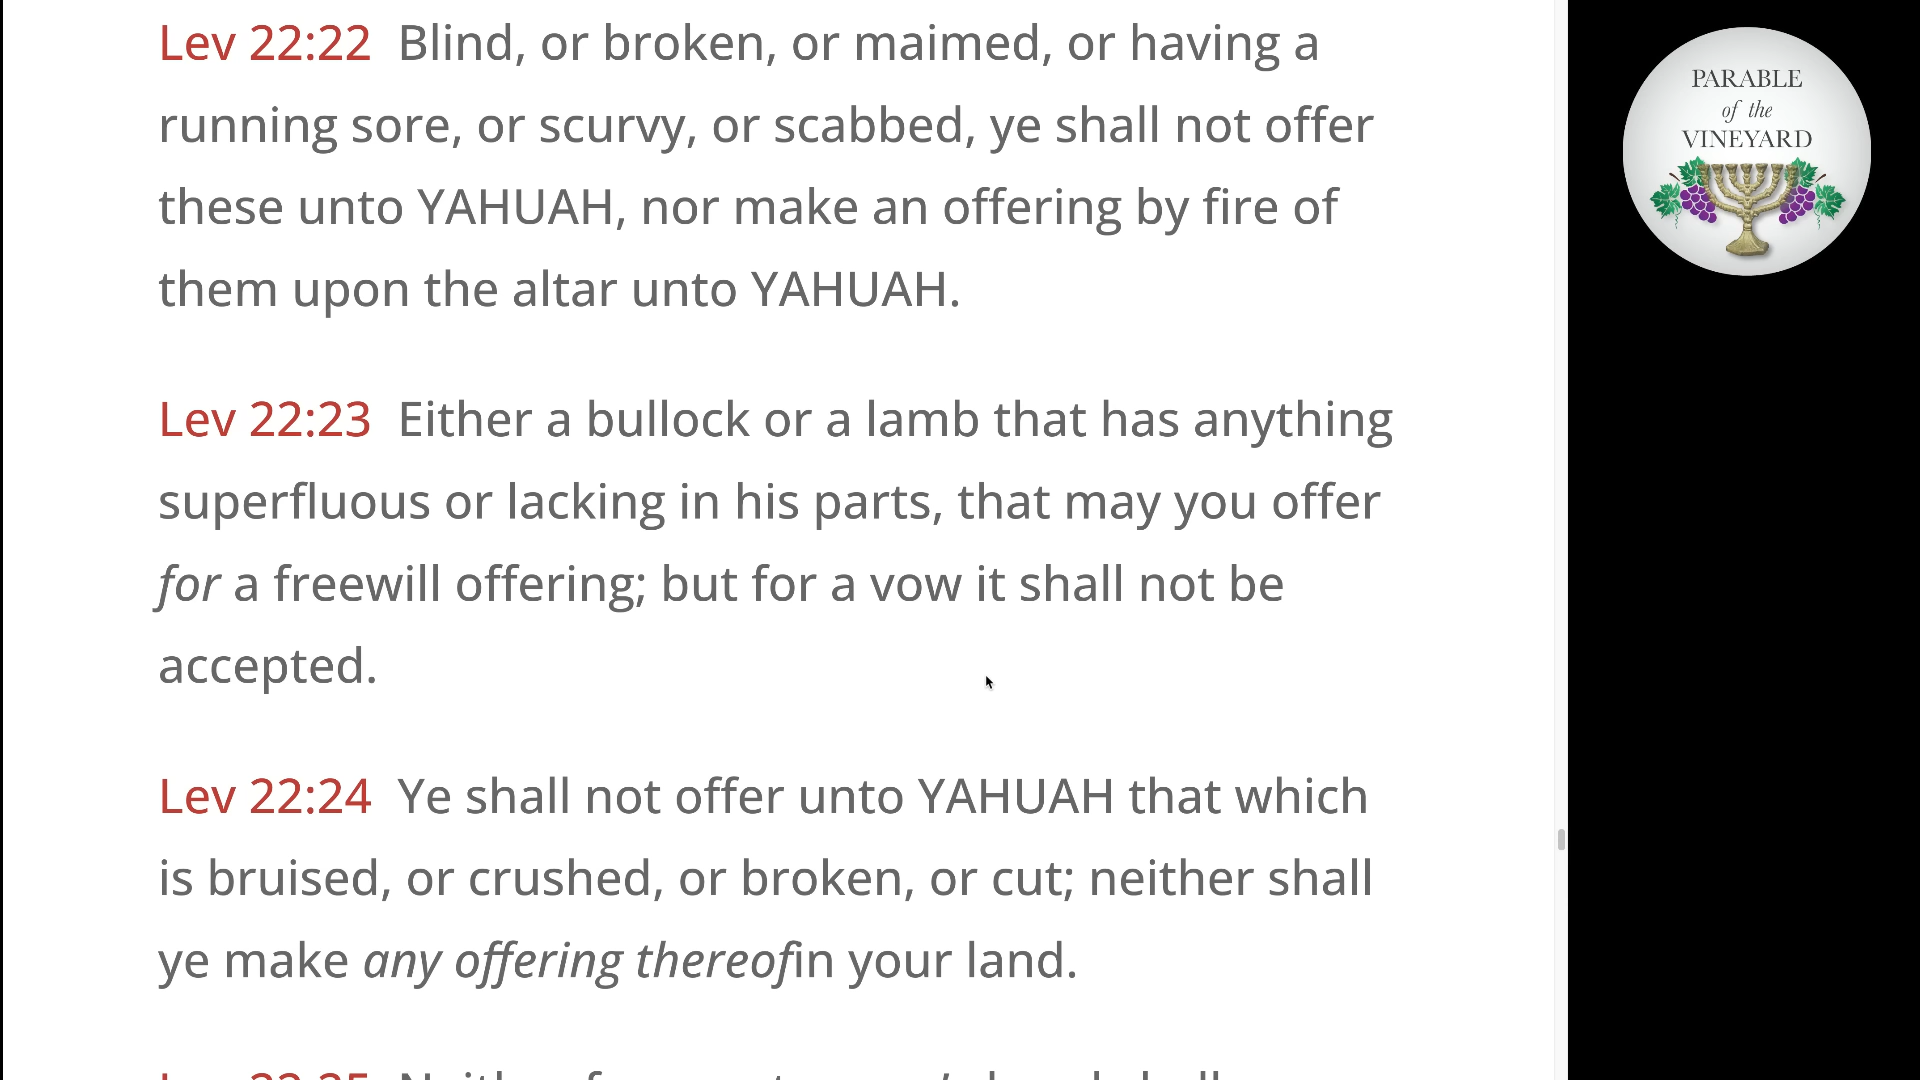 Lev 22:22 Blind, or broken, or maimed, or having a
running sore, or scurvy, or scabbed, ye shall not offer
these unto YAHUAH, nor make an offering by fire of
them upon the altar unto YAHUAH.
Lev 22:23 Either a bullock or a lamb that has anything
superfluous or lacking in his parts, that may you offer
for a freewill offering; but for a vow it shall not be
accepted.
Lev 22:24 Ye shall not offer unto YAHUAH that which
is bruised, or crushed, or broken, or cut; neither shall
ye make any offering thereofin your land.
PARABLE
of the
VINEYARD